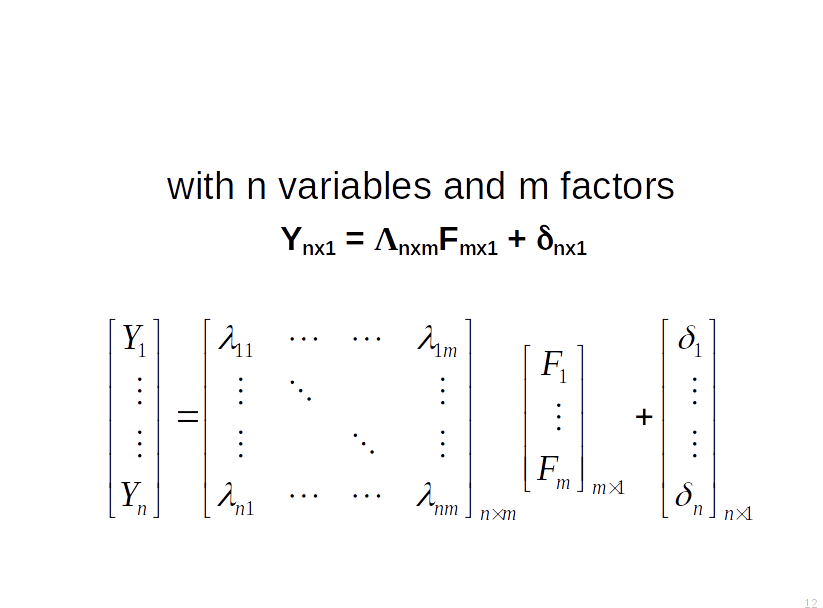 with n variables and m factors
Yₙₓ₁ = ΛₙₓₘFₘₓ₁ + δₙₓ₁
[Y₁ ⋮ ⋮ Yₙ] = [λ₁₁ ⋯ ⋯ λ₁ₘ; ⋮ ⋱ ⋮; ⋮ ⋱ ⋮; λₙ₁ ⋯ ⋯ λₙₘ]ₙ×ₘ [F₁ ⋮ Fₘ]ₘ×₁ + [δ₁ ⋮ ⋮ δₙ]ₙ×₁
12